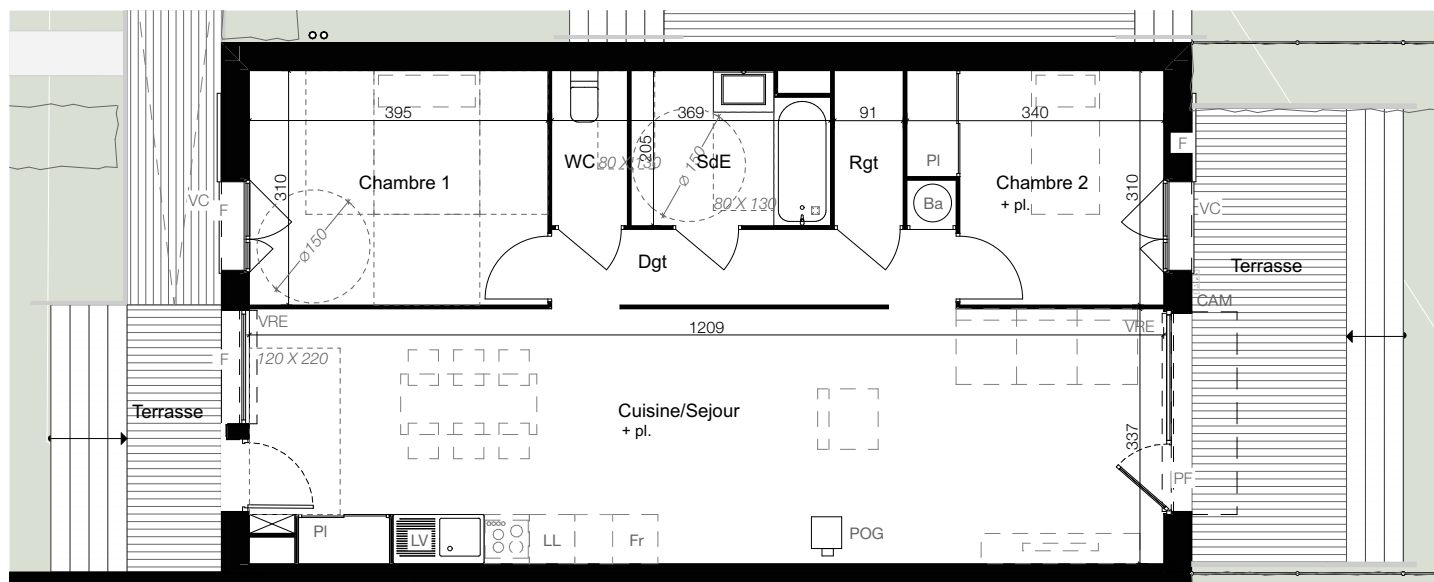 395
369
91
340
F
WC
80 X 130
205
Ø 150
SdE
Rgt
Pl
Chambre 1
310
Chambre 2
+ pl.
310
VC
F
80 X 130
Ba
VC
Ø150
Dgt
Terrasse
CAM
VRE
1209
VRE
F
120 X 220
Terrasse
Cuisine/Sejour
+ pl.
337
PF
Pl
LV
LL
Fr
POG